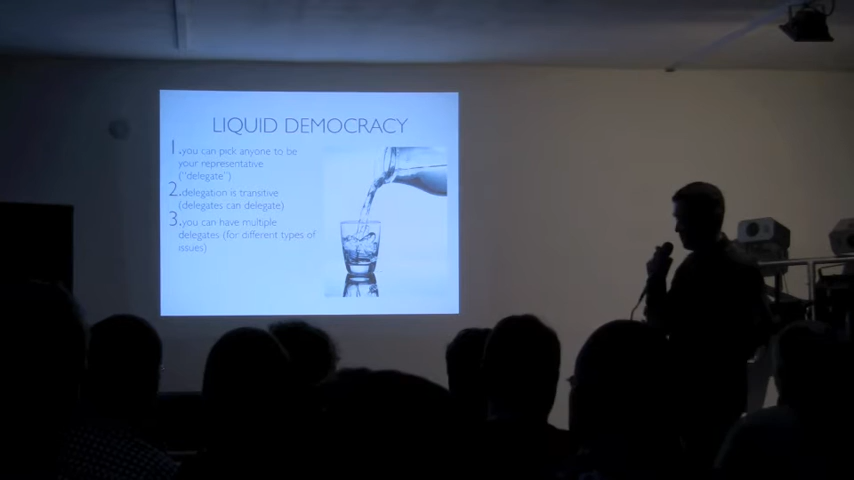 LIQUID DEMOCRACY
1.you can pick anyone to be
your representative
("delegate")
2.delegation is transitive
(delegates can delegate)
3.you can have multiple
delegates (for different types of
issues)